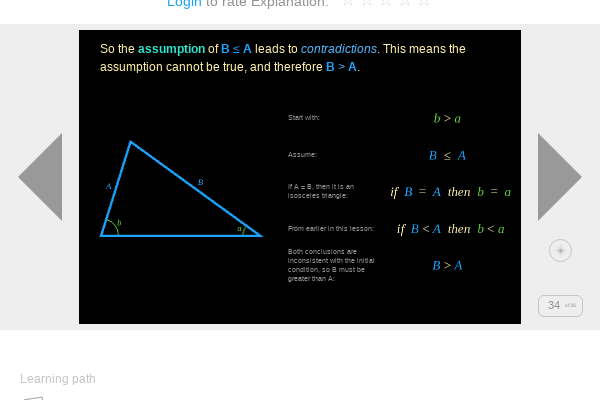 Login to rate Explanation:
So the assumption of B ≤ A leads to contradictions. This means the
assumption cannot be true, and therefore B > A.
Start with:
b > a
Assume:
B ≤ A
If A = B, then it is an
isosceles triangle:
if B = A then b = a
From earlier in this lesson:
if B < A then b < a
Both conclusions are
inconsistent with the initial
condition, so B must be
greater than A:
B > A
A
B
b
a
34 of 36
Learning path